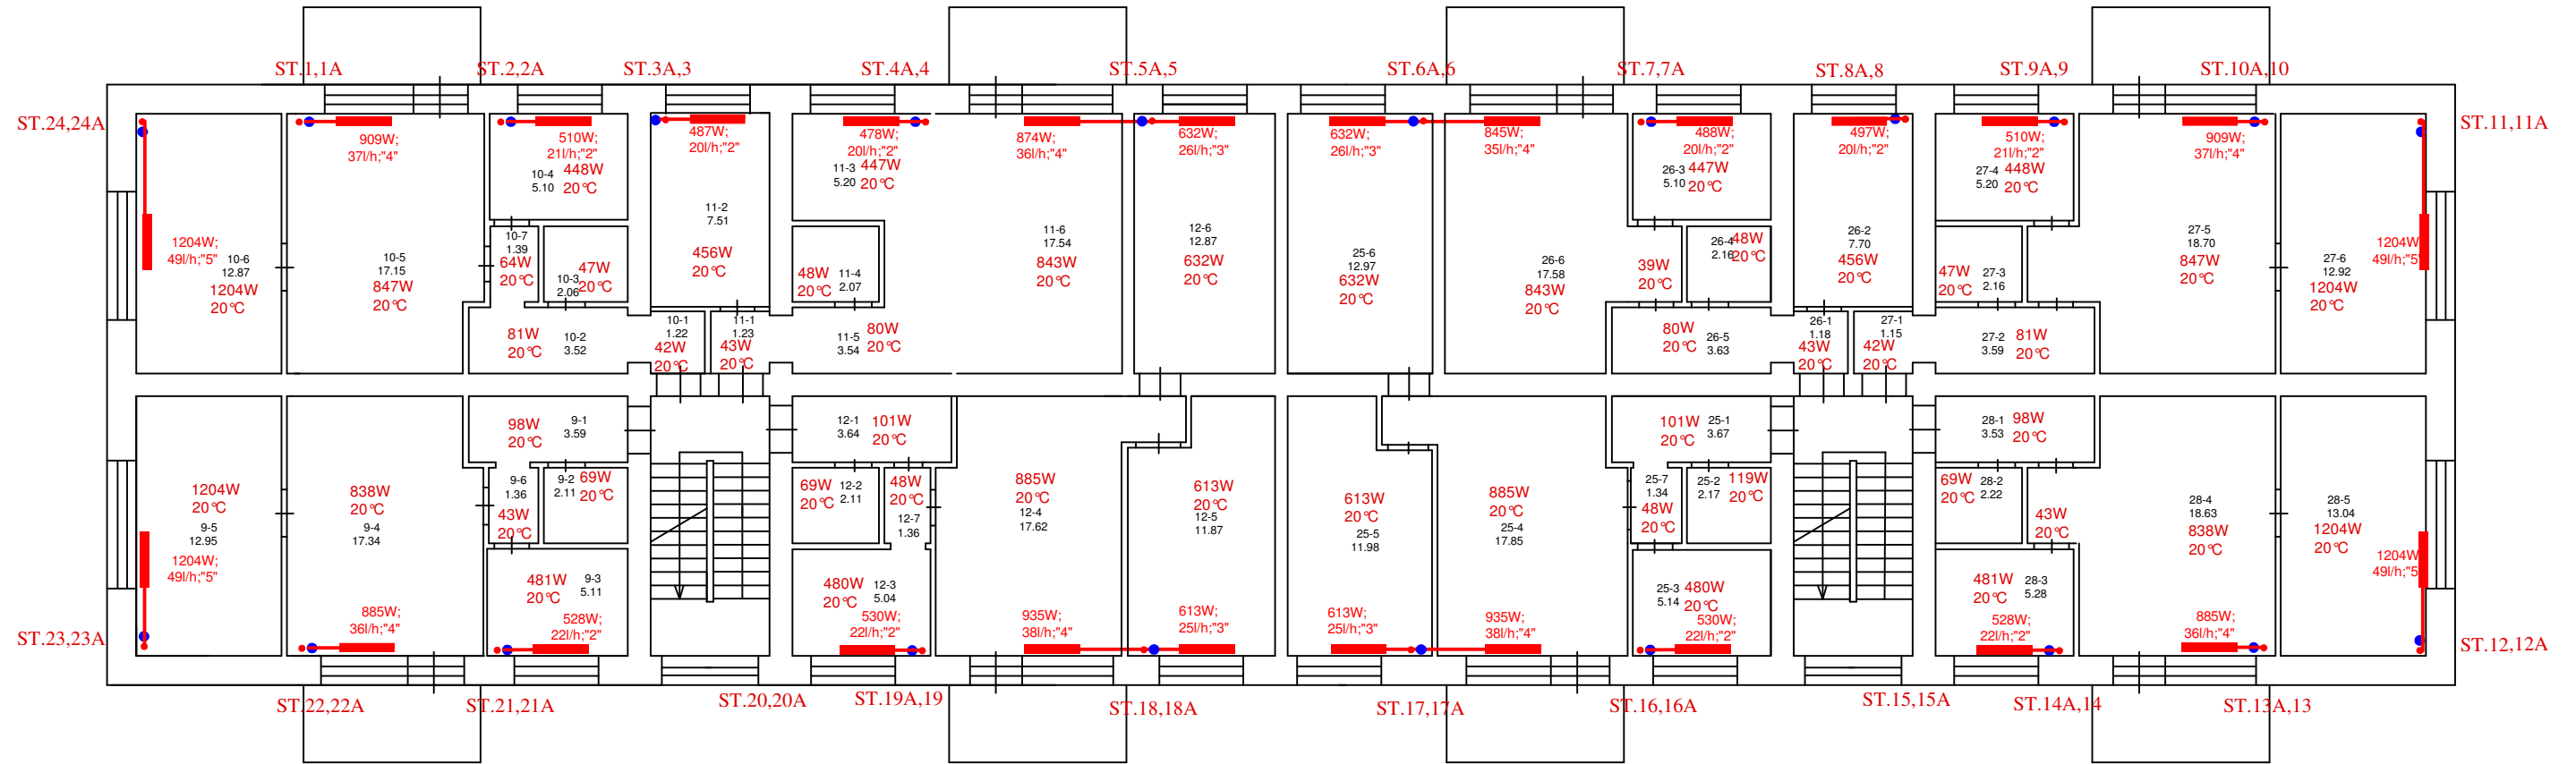 ST.1,1A
ST.2,2A
ST.3A,3
ST.4A,4
ST.5A,5
ST.6A,6
ST.7,7A
ST.8A,8
ST.9A,9
ST.10A,10
ST.24,24A
ST.11,11A
1204W;
49l/h;"5"
10-6
12.87
1204W
20°C
909W;
37l/h;"4"
10-5
17.15
847W
20°C
510W;
21l/h;"2"
10-4
5.10
448W
20°C
10-7
1.39
64W
20°C
10-3
2.06
47W
20°C
81W
20°C
10-2
3.52
487W;
20l/h;"2"
11-2
7.51
456W
20°C
10-1
1.22
42W
20°C
11-1
1.23
43W
20°C
478W;
20l/h;"2"
11-3
5.20
447W
20°C
48W
20°C
11-4
2.07
11-5
3.54
80W
20°C
874W;
36l/h;"4"
11-6
17.54
843W
20°C
632W;
26l/h;"3"
12-6
12.87
632W
20°C
632W;
26l/h;"3"
25-6
12.97
632W
20°C
845W;
35l/h;"4"
26-6
17.58
843W
20°C
488W;
20l/h;"2"
26-3
5.10
447W
20°C
39W
20°C
26-4
2.16
48W
20°C
80W
20°C
26-5
3.63
497W;
20l/h;"2"
26-2
7.70
456W
20°C
26-1
1.18
43W
20°C
27-1
1.15
42W
20°C
510W;
21l/h;"2"
27-4
5.20
448W
20°C
47W
20°C
27-3
2.16
27-2
3.59
81W
20°C
909W;
37l/h;"4"
27-5
18.70
847W
20°C
1204W
49l/h;"5"
27-6
12.92
1204W
20°C
1204W
20°C
9-5
12.95
1204W;
49l/h;"5"
838W
20°C
9-4
17.34
885W;
36l/h;"4"
98W
20°C
9-1
3.59
9-6
1.36
43W
20°C
9-2
2.11
69W
20°C
481W
20°C
9-3
5.11
528W;
22l/h;"2"
12-1
3.64
101W
20°C
69W
20°C
12-2
2.11
48W
20°C
12-7
1.36
480W
20°C
12-3
5.04
530W;
22l/h;"2"
885W
20°C
12-4
17.62
935W;
38l/h;"4"
613W
20°C
12-5
11.87
613W;
25l/h;"3"
613W
20°C
25-5
11.98
613W;
25l/h;"3"
885W
20°C
25-4
17.85
935W;
38l/h;"4"
101W
20°C
25-1
3.67
25-7
1.34
48W
20°C
25-2
2.17
119W
20°C
25-3
5.14
480W
20°C
530W;
22l/h;"2"
28-1
3.53
98W
20°C
69W
20°C
28-2
2.22
43W
20°C
481W
20°C
28-3
5.28
528W;
22l/h;"2"
28-4
18.63
838W
20°C
885W;
36l/h;"4"
28-5
13.04
1204W
20°C
1204W
49l/h;"5
ST.23,23A
ST.12,12A
ST.22,22A
ST.21,21A
ST.20,20A
ST.19A,19
ST.18,18A
ST.17,17A
ST.16,16A
ST.15,15A
ST.14A,14
ST.13A,13